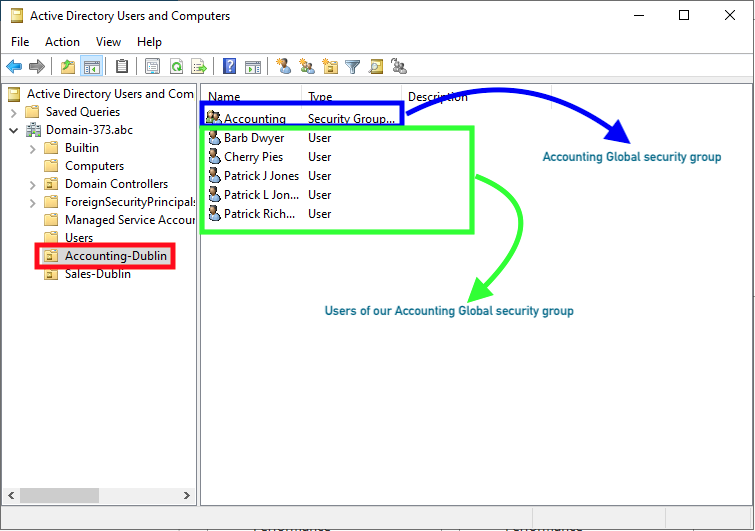 Active Directory Users and Computers
File Action View Help
Active Directory Users and Com
Saved Queries
Domain-373.abc
Builtin
Computers
Domain Controllers
ForeignSecurityPrincipals
Managed Service Accour
Users
Accounting-Dublin
Sales-Dublin
Name Type Description
Accounting Security Group...
Barb Dwyer User
Cherry Pies User
Patrick J Jones User
Patrick L Jon... User
Patrick Rich... User
Accounting Global security group
Users of our Accounting Global security group